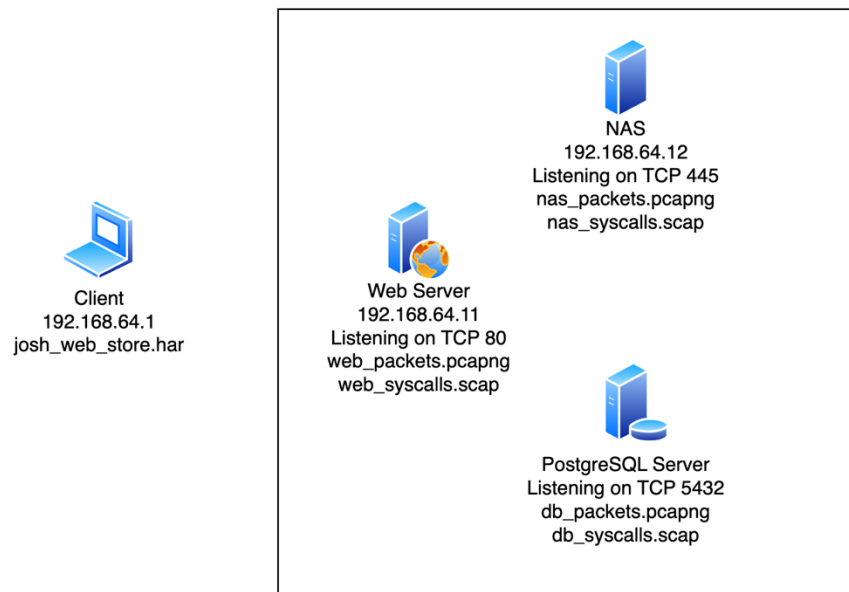 NAS
192.168.64.12
Listening on TCP 445
nas_packets.pcapng
nas_syscalls.scap
Client
192.168.64.1
josh_web_store.har
Web Server
192.168.64.11
Listening on TCP 80
web_packets.pcapng
web_syscalls.scap
PostgreSQL Server
Listening on TCP 5432
db_packets.pcapng
db_syscalls.scap